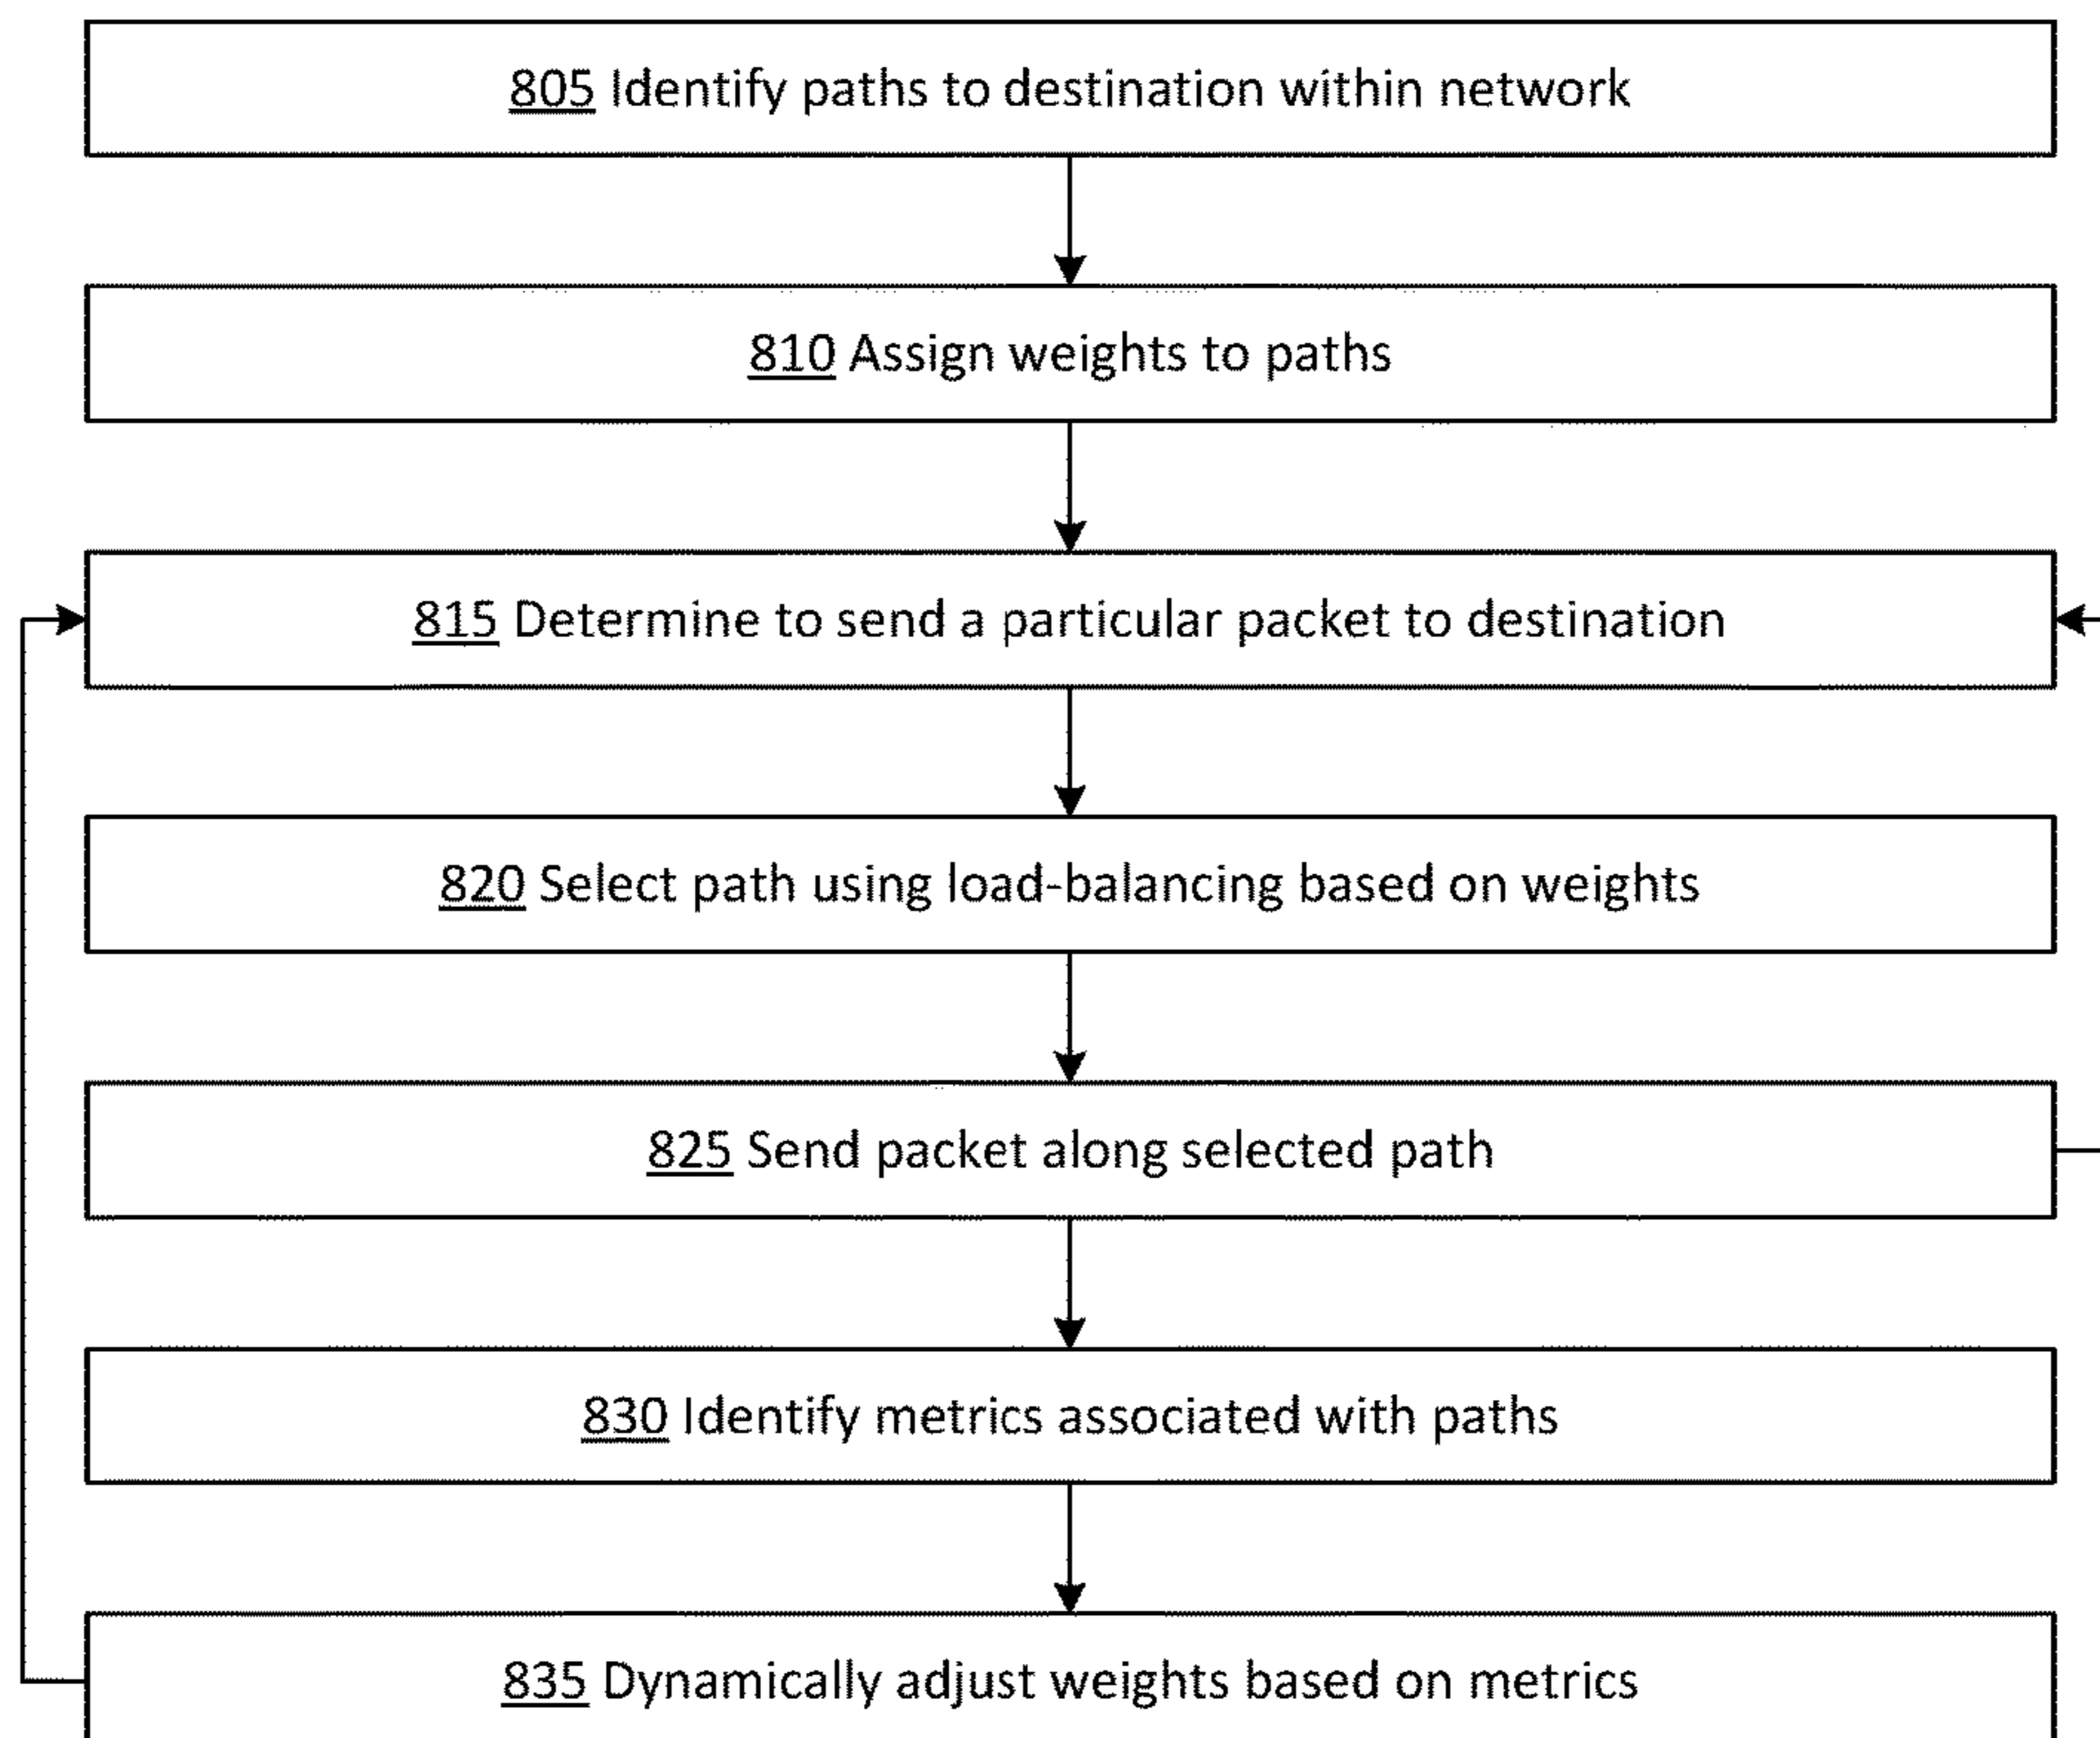 805 Identify paths to destination within network
810 Assign weights to paths
815 Determine to send a particular packet to destination
820 Select path using load-balancing based on weights
825 Send packet along selected path
830 Identify metrics associated with paths
835 Dynamically adjust weights based on metrics